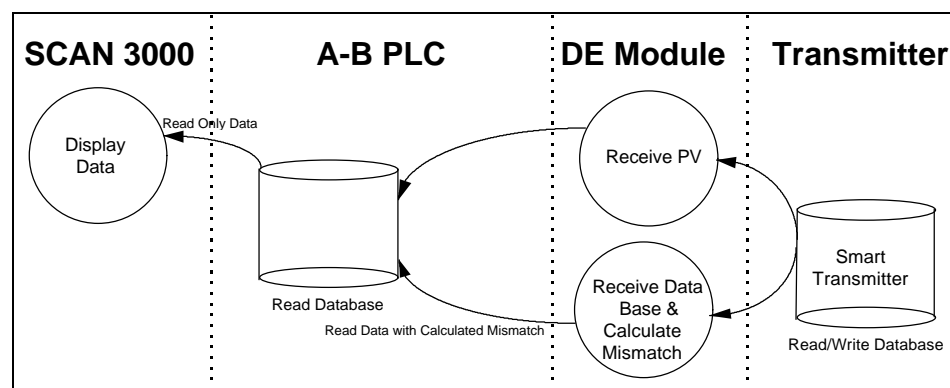 SCAN 3000
A-B PLC
DE Module
Transmitter
Read Only Data
Display
Data
Receive PV
Smart
Transmitter
Receive Data
Base &
Calculate
Mismatch
Read Database
Read Data with Calculated Mismatch
Read/Write Database